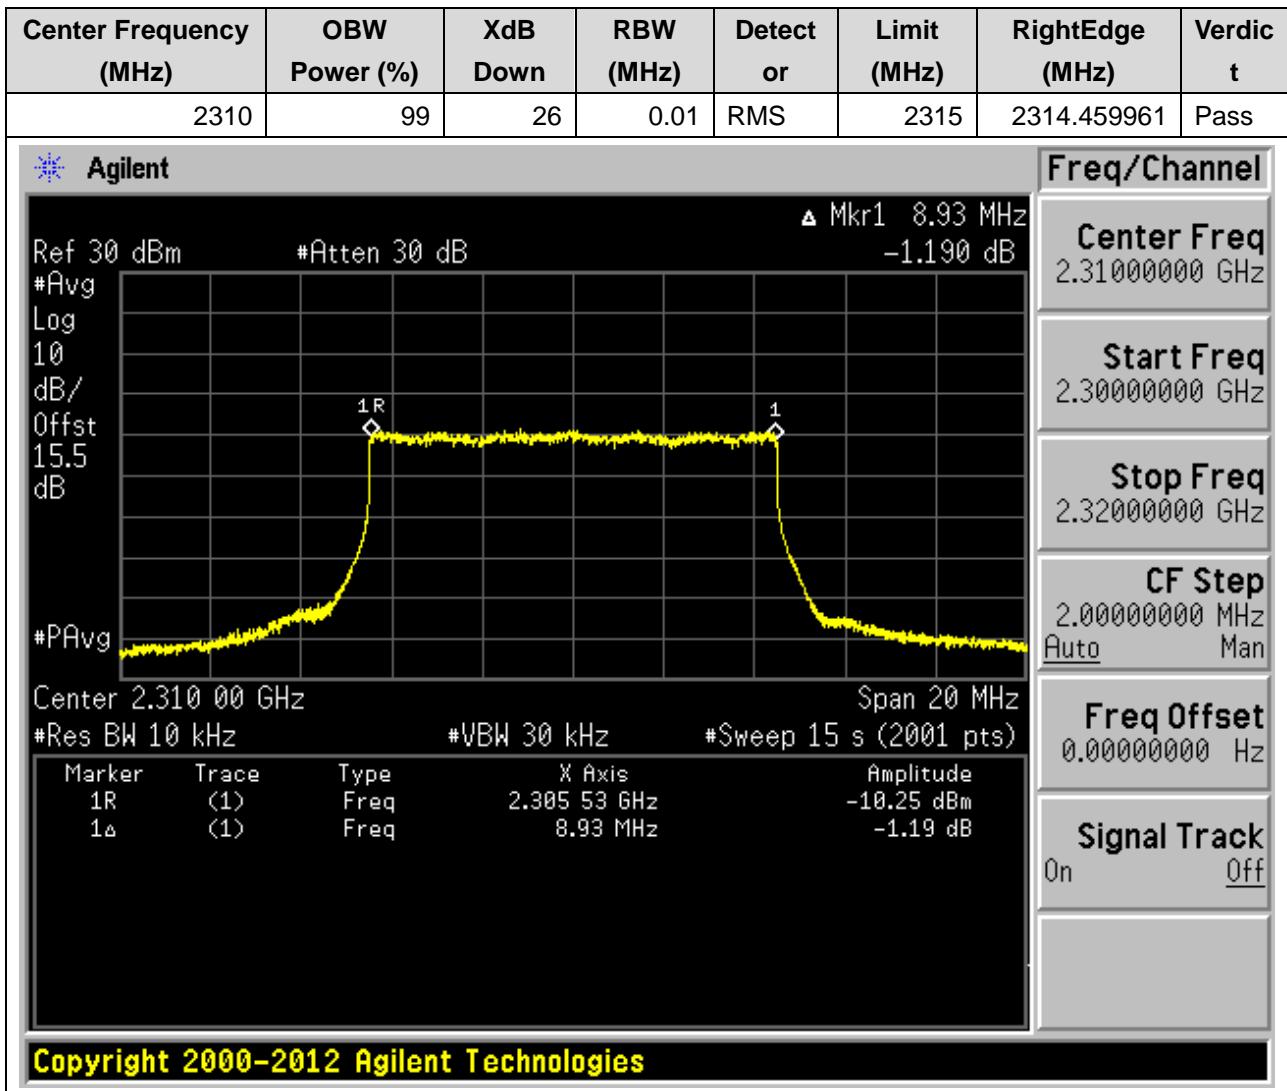 Center Frequency OBW XdB RBW Detect Limit RightEdge Verdic
(MHz) Power (%) Down (MHz) or (MHz) (MHz) t
2310 99 26 0.01 RMS 2315 2314.459961 Pass
Agilent Freq/Channel
Δ Mkr1 8.93 MHz
Ref 30 dBm #Atten 30 dB -1.190 dB
#Avg
Log
10
dB/
Offst
15.5
dB
#PAvg
1R
1
Center 2.310 00 GHz Span 20 MHz
#Res BW 10 kHz #VBW 30 kHz #Sweep 15 s (2001 pts)
Marker Trace Type X Axis Amplitude
1R (1) Freq 2.305 53 GHz -10.25 dBm
1Δ (1) Freq 8.93 MHz -1.19 dB
Center Freq
2.31000000 GHz
Start Freq
2.30000000 GHz
Stop Freq
2.32000000 GHz
CF Step
2.00000000 MHz
Auto Man
Freq Offset
0.00000000 Hz
Signal Track
On Off
Copyright 2000-2012 Agilent Technologies